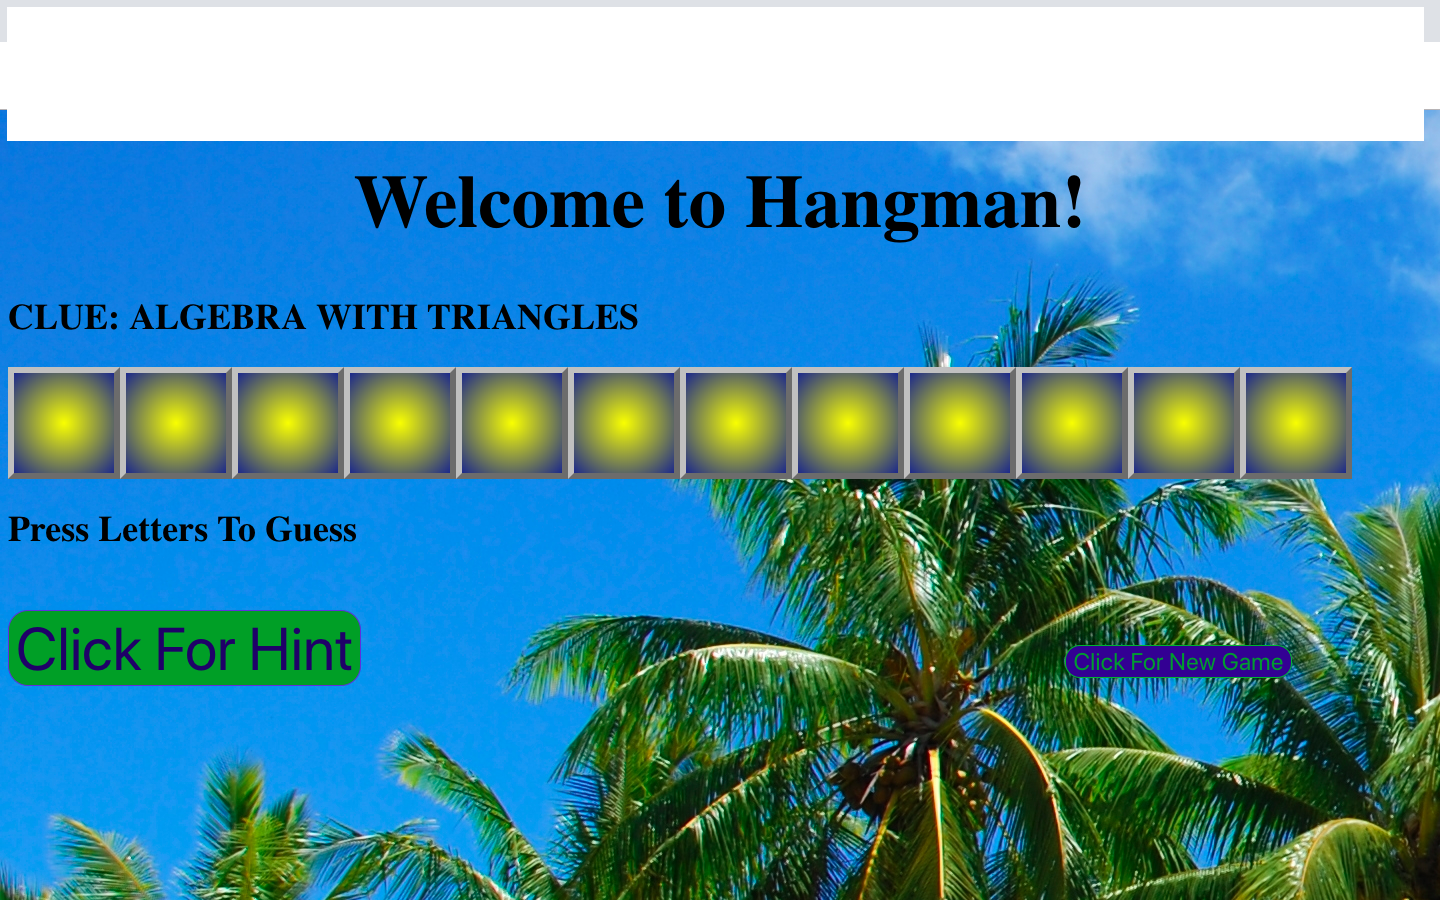 Welcome to Hangman!
CLUE: ALGEBRA WITH TRIANGLES
Press Letters To Guess
Click For Hint
Click For New Game